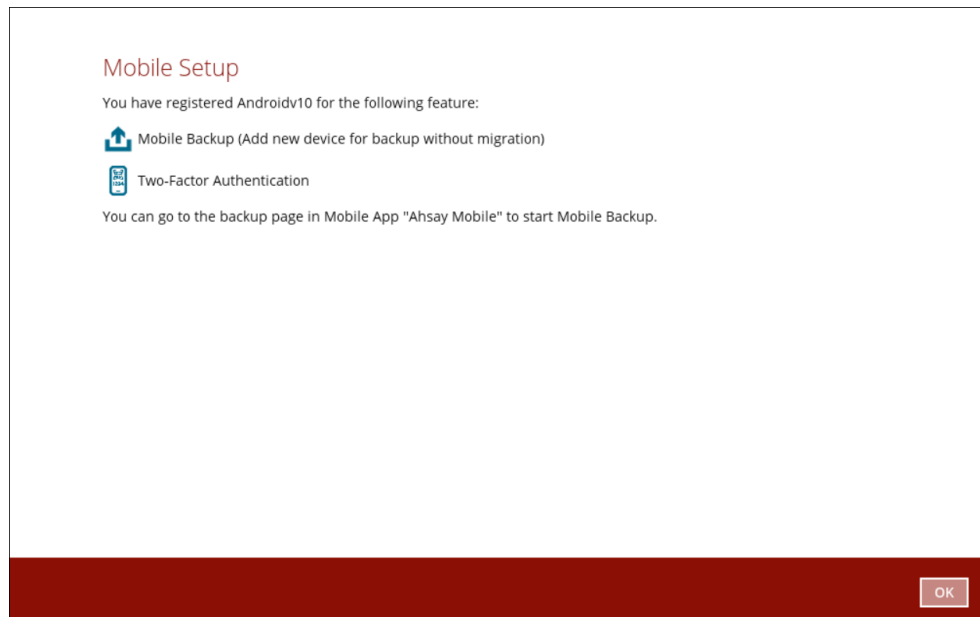 Mobile Setup
You have registered Androidv10 for the following feature:
Mobile Backup (Add new device for backup without migration)
Two-Factor Authentication
You can go to the backup page in Mobile App "Ahsay Mobile" to start Mobile Backup.
OK